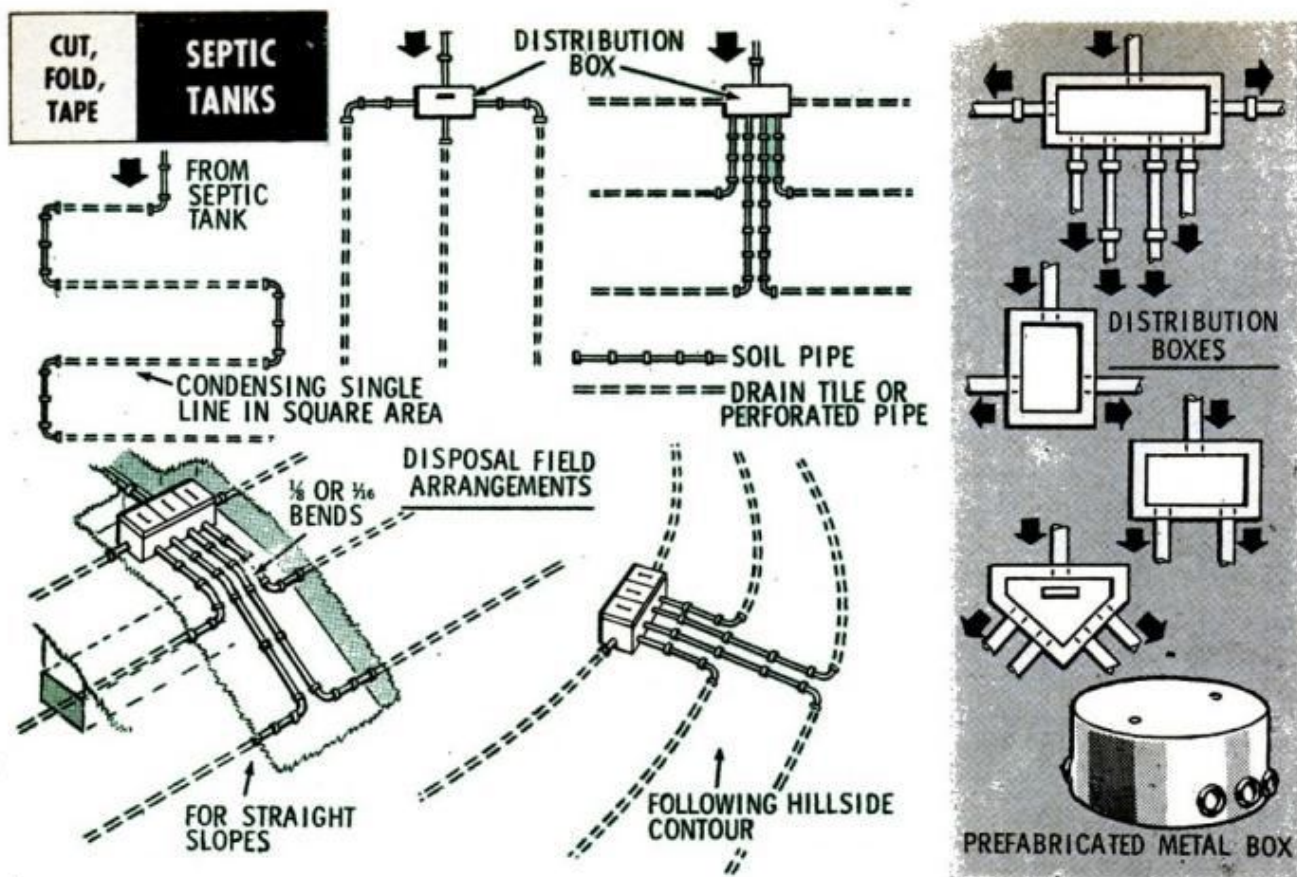 CUT,
FOLD,
TAPE
SEPTIC
TANKS
DISTRIBUTION
BOX
FROM
SEPTIC
TANK
CONDENSING SINGLE
LINE IN SQUARE AREA
SOIL PIPE
DRAIN TILE OR
PERFORATED PIPE
DISPOSAL FIELD
ARRANGEMENTS
⅛ OR 1/16
BENDS
FOR STRAIGHT
SLOPES
FOLLOWING HILLSIDE
CONTOUR
DISTRIBUTION
BOXES
PREFABRICATED METAL BOX